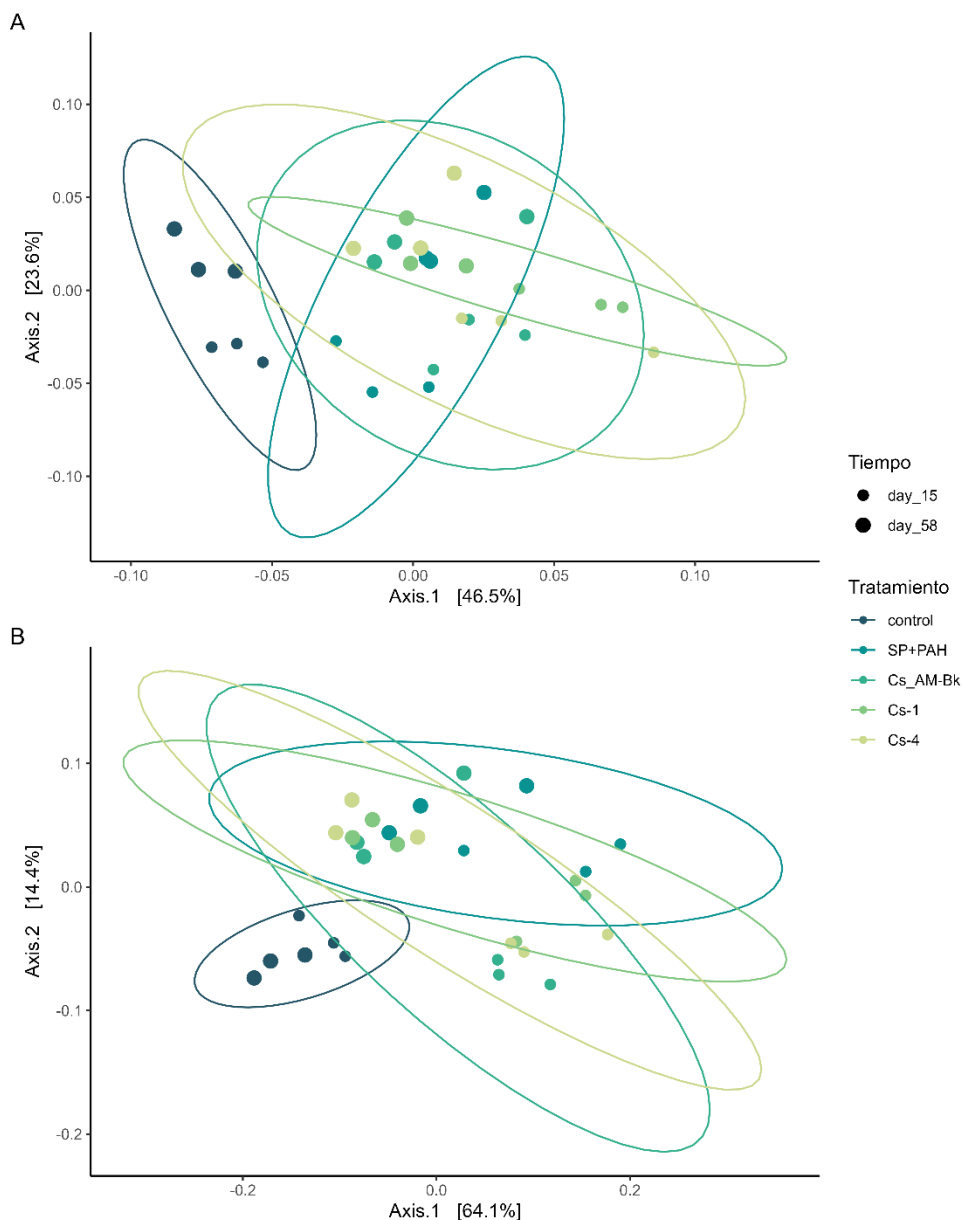 A
0.10
0.05
0.00
-0.05
-0.10
Axis.2 [23.6%]
-0.10
-0.05
0.00
0.05
0.10
Axis.1 [46.5%]
B
0.1
0.0
-0.1
-0.2
Axis.2 [14.4%]
-0.2
0.0
0.2
Axis.1 [64.1%]
Tiempo
day_15
day_58
Tratamiento
control
SP+PAH
Cs_AM-Bk
Cs-1
Cs-4